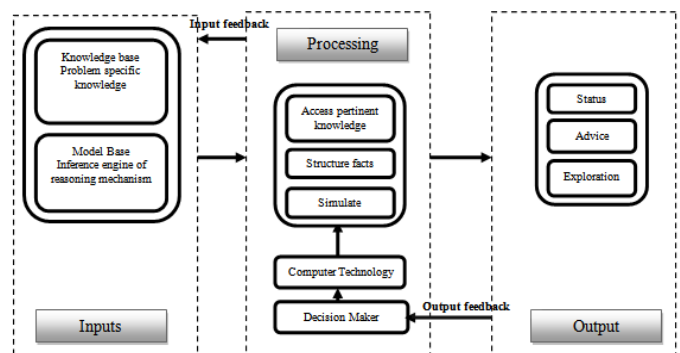 Input feedback
Knowledge base
Problem specific
knowledge
Model Base
Inference engine of
reasoning mechanism
Inputs
Processing
Access pertinent
knowledge
Structure facts
Simulate
Computer Technology
Decision Maker
Output feedback
Status
Advice
Exploration
Output